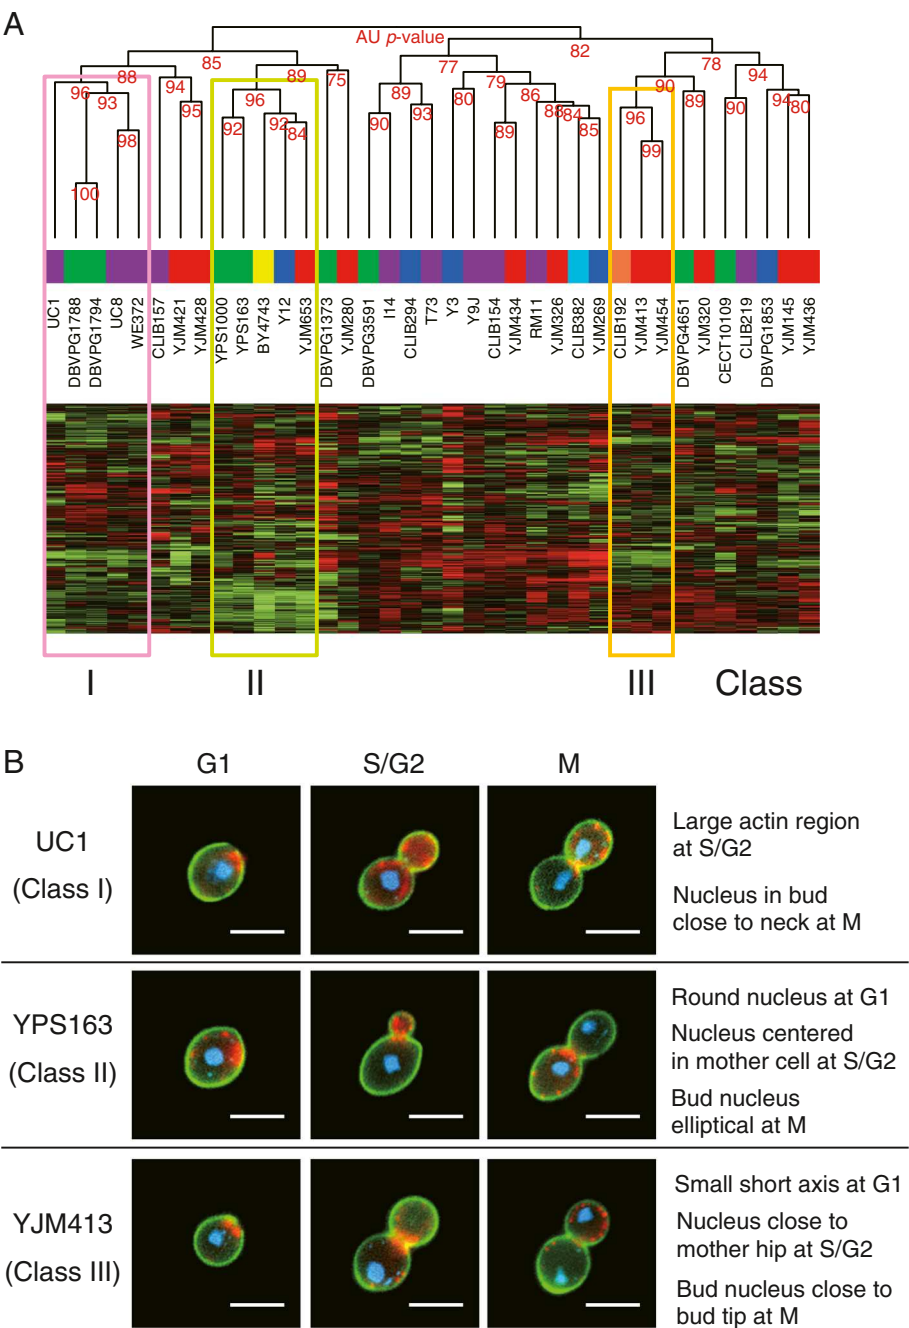 A
AU p-value
82
85
77
78
88
89
75
79
90
94
96
93
94
95
96
89
80
86
89
94
98
92
92
84
90
93
89
88
84
85
96
99
90
94
80
100
UC1
DBVPG1788
DBVPG1794
UC8
WE372
CLIB157
YJM421
YJM428
YPS1000
YPS163
BY4743
Y12
YJM653
DBVPG1373
YJM280
DBVPG3591
I14
CLIB294
T73
Y3
Y9J
CLIB154
YJM434
RM11
YJM326
CLIB382
YJM269
CLIB192
YJM413
YJM454
DBVPG4651
YJM320
CECT10109
CLIB219
DBVPG1853
YJM145
YJM436
I II III Class
B
G1 S/G2 M
UC1
(Class I)
Large actin region
at S/G2
Nucleus in bud
close to neck at M
YPS163
(Class II)
Round nucleus at G1
Nucleus centered
in mother cell at S/G2
Bud nucleus
elliptical at M
YJM413
(Class III)
Small short axis at G1
Nucleus close to
mother hip at S/G2
Bud nucleus close to
bud tip at M